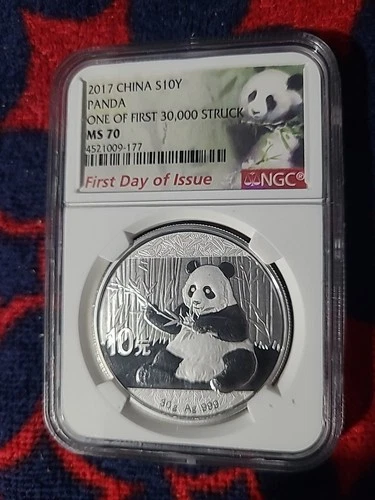 2017 CHINA S10Y
PANDA
ONE OF FIRST 30,000 STRUCK
MS 70
4521009-177
First Day of Issue
NGC®
10元
30g Ag .999